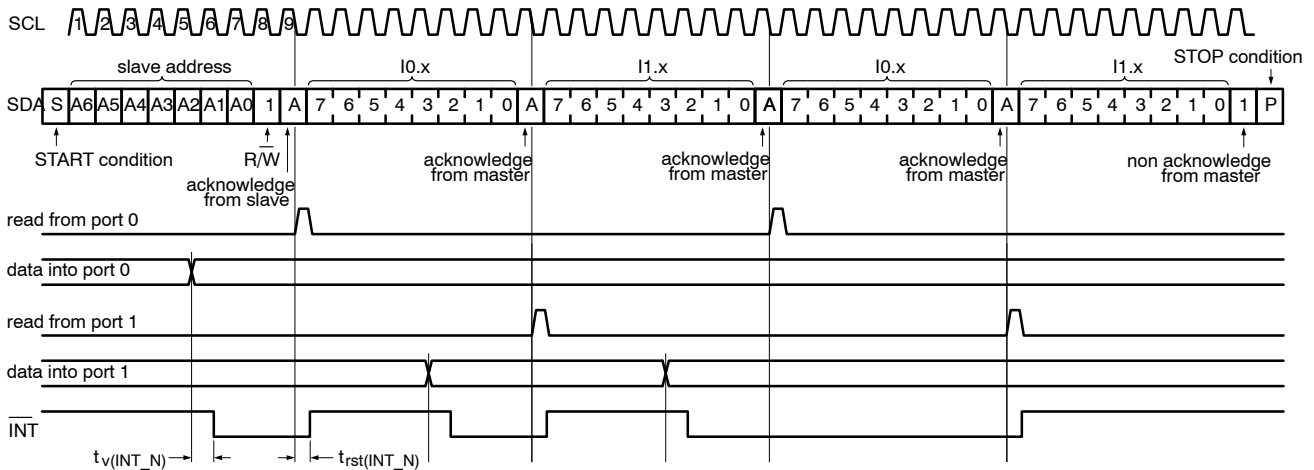 SCL 1 2 3 4 5 6 7 8 9
STOP condition
slave address I0.x I1.x I0.x I1.x
SDA S A6 A5 A4 A3 A2 A1 A0 1 A 7 6 5 4 3 2 1 0 A 7 6 5 4 3 2 1 0 A 7 6 5 4 3 2 1 0 A 7 6 5 4 3 2 1 0 1 P
START condition R/W
acknowledge
from slave
acknowledge
from master
acknowledge
from master
acknowledge
from master
non acknowledge
from master
read from port 0
data into port 0
read from port 1
data into port 1
INT
tv(INT_N) trst(INT_N)